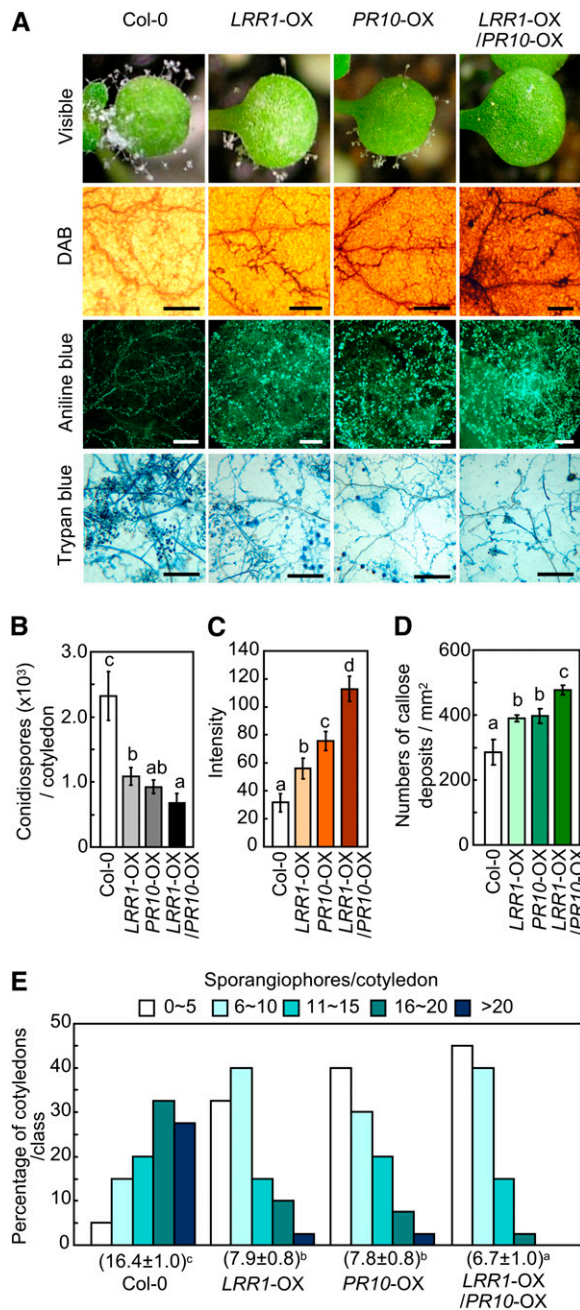 A
Col-0 LRR1-OX PR10-OX LRR1-OX
/PR10-OX
Visible
DAB
Aniline blue
Trypan blue
B
Conidiospores (x10³)
/ cotyledon
3.0
2.0
1.0
0
c
b
ab
a
Col-0
LRR1-OX
PR10-OX
LRR1-OX
/PR10-OX
C
Intensity
140
120
100
80
60
40
20
0
a
b
c
d
Col-0
LRR1-OX
PR10-OX
LRR1-OX
/PR10-OX
D
Numbers of callose
deposits / mm²
600
400
200
0
a
b
b
c
Col-0
LRR1-OX
PR10-OX
LRR1-OX
/PR10-OX
E
Sporangiophores/cotyledon
0~5 6~10 11~15 16~20 >20
Percentage of cotyledons
/class
50
40
30
20
10
0
(16.4±1.0)ᶜ (7.9±0.8)ᵇ (7.8±0.8)ᵇ (6.7±1.0)ᵃ
Col-0 LRR1-OX PR10-OX LRR1-OX
/PR10-OX